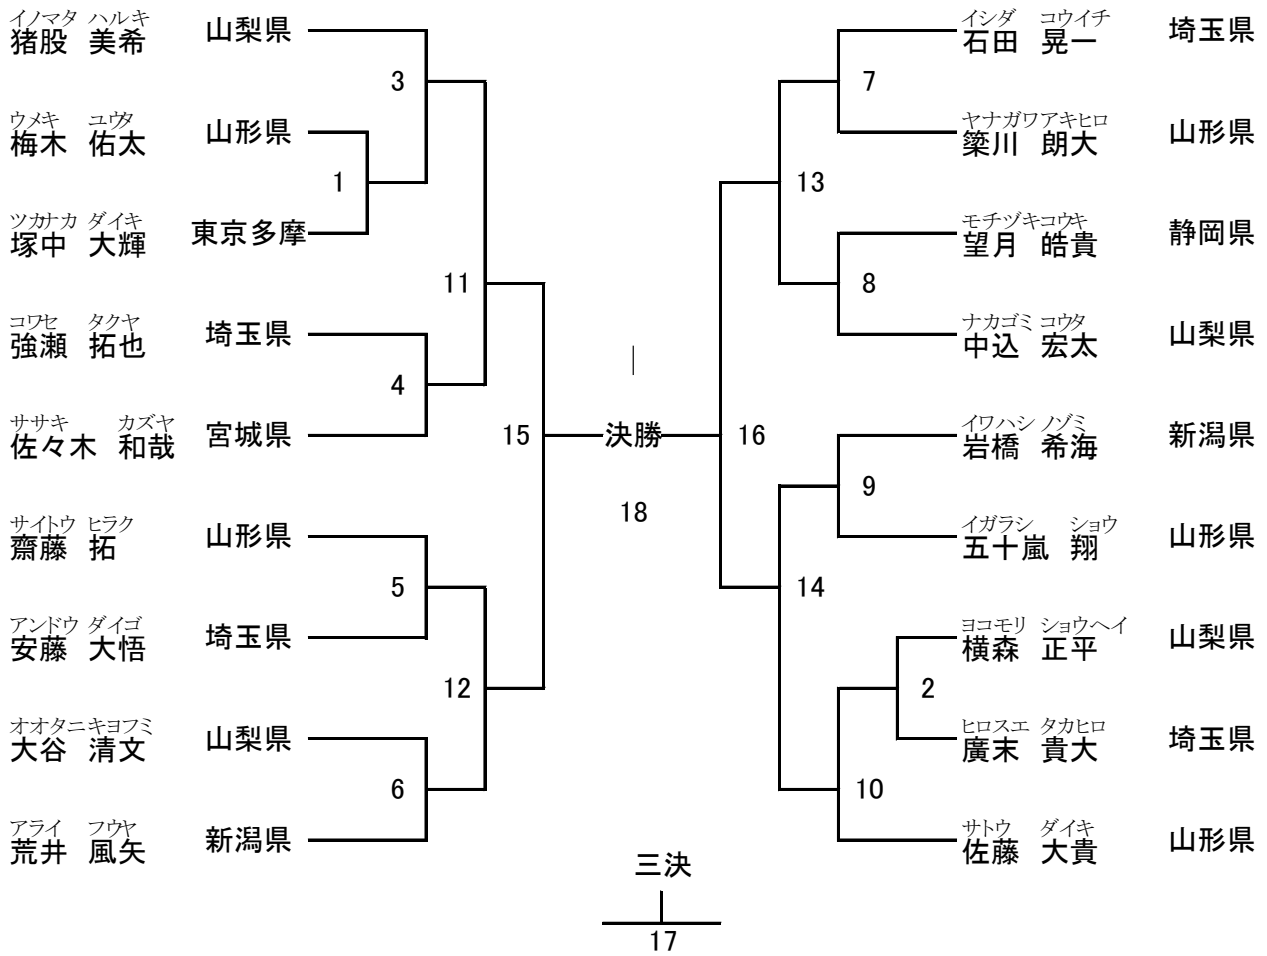 イノマタ ハルキ
猪股 美希 山梨県
3
ウメキ ユウタ
梅木 佑太 山形県
1
ツカナカ ダイキ
塚中 大輝 東京多摩
11
コワセ タクヤ
強瀬 拓也 埼玉県
4
ササキ カズヤ
佐々木 和哉 宮城県
15
サイトウ ヒラク
齋藤 拓 山形県
5
アンドウ ダイゴ
安藤 大悟 埼玉県
12
オオタニ キヨフミ
大谷 清文 山梨県
6
アライ フウヤ
荒井 風矢 新潟県
決勝
18
三決
17
イシダ コウイチ
石田 晃一 埼玉県
7
ヤナガワ アキヒロ
簗川 朗大 山形県
13
モチヅキ コウキ
望月 皓貴 静岡県
8
ナカゴミ コウタ
中込 宏太 山梨県
16
イワハシ ノゾミ
岩橋 希海 新潟県
9
イガラシ ショウ
五十嵐 翔 山形県
14
ヨコモリ ショウヘイ
横森 正平 山梨県
2
ヒロスエ タカヒロ
廣末 貴大 埼玉県
10
サトウ ダイキ
佐藤 大貴 山形県